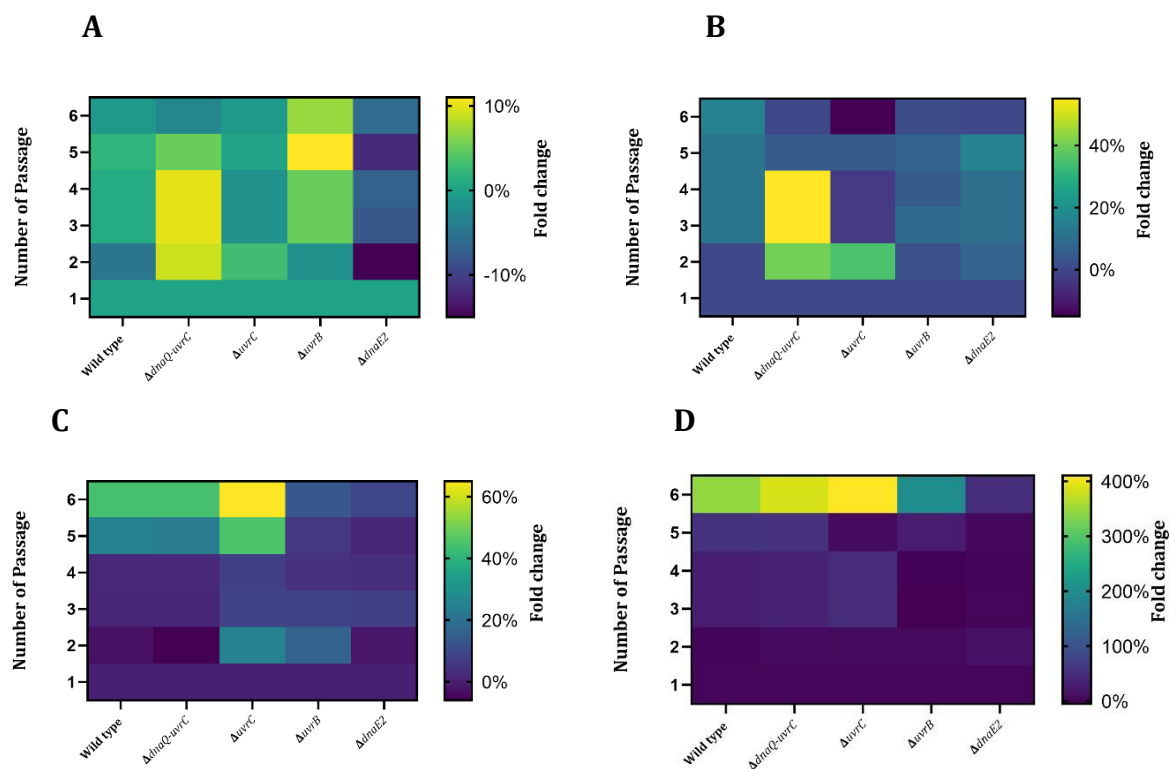 A
B
Number of Passage
6
5
4
3
2
1
Wild type
ΔdnaQ-uvrC
ΔuvrC
ΔuvrB
ΔdnaE2
10%
0%
-10%
Fold change
Number of Passage
6
5
4
3
2
1
Wild type
ΔdnaQ-uvrC
ΔuvrC
ΔuvrB
ΔdnaE2
40%
20%
0%
Fold change
C
D
Number of Passage
6
5
4
3
2
1
Wild type
ΔdnaQ-uvrC
ΔuvrC
ΔuvrB
ΔdnaE2
60%
40%
20%
0%
Fold change
Number of Passage
6
5
4
3
2
1
Wild type
ΔdnaQ-uvrC
ΔuvrC
ΔuvrB
ΔdnaE2
400%
300%
200%
100%
0%
Fold change